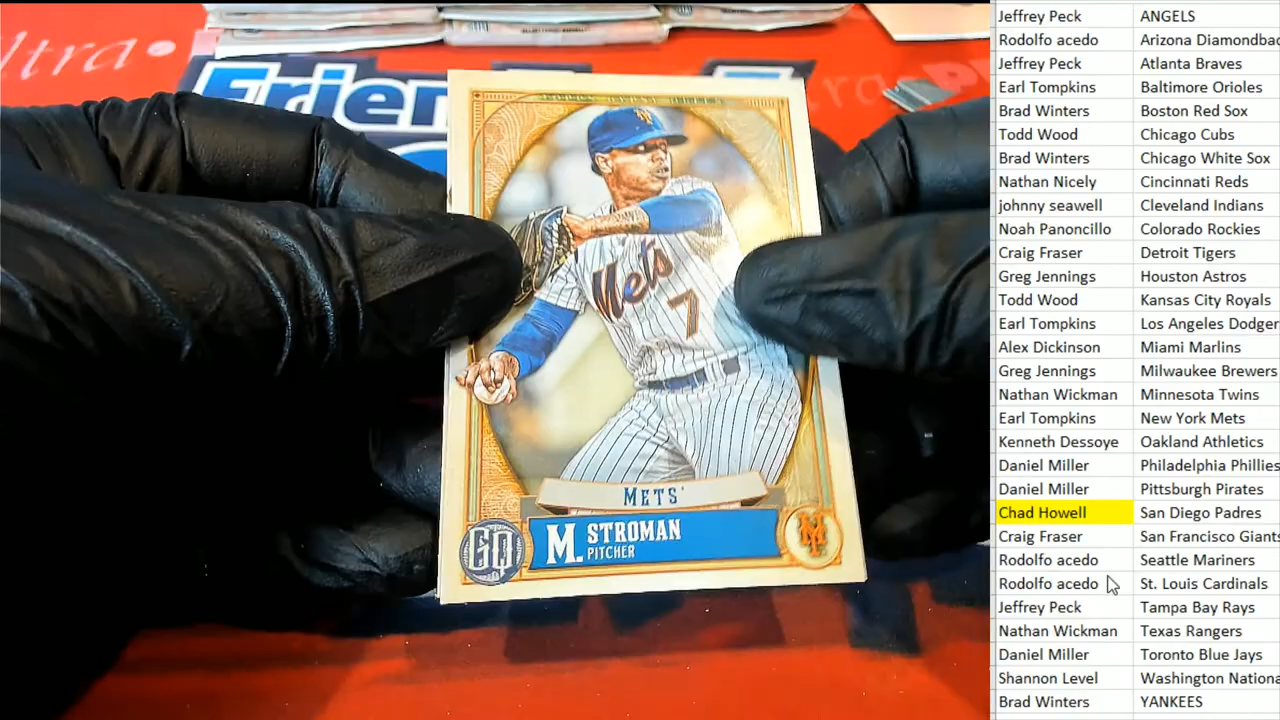 ltra
Frien
Mets
7
METS
GQ
M. STROMAN
PITCHER
Jeffrey Peck ANGELS
Rodolfo acedo Arizona Diamondbac
Jeffrey Peck Atlanta Braves
Earl Tompkins Baltimore Orioles
Brad Winters Boston Red Sox
Todd Wood Chicago Cubs
Brad Winters Chicago White Sox
Nathan Nicely Cincinnati Reds
johnny seawell Cleveland Indians
Noah Panoncillo Colorado Rockies
Craig Fraser Detroit Tigers
Greg Jennings Houston Astros
Todd Wood Kansas City Royals
Earl Tompkins Los Angeles Dodger
Alex Dickinson Miami Marlins
Greg Jennings Milwaukee Brewers
Nathan Wickman Minnesota Twins
Earl Tompkins New York Mets
Kenneth Dessoye Oakland Athletics
Daniel Miller Philadelphia Phillies
Daniel Miller Pittsburgh Pirates
Chad Howell San Diego Padres
Craig Fraser San Francisco Giants
Rodolfo acedo Seattle Mariners
Rodolfo acedo St. Louis Cardinals
Jeffrey Peck Tampa Bay Rays
Nathan Wickman Texas Rangers
Daniel Miller Toronto Blue Jays
Shannon Level Washington Nationa
Brad Winters YANKEES